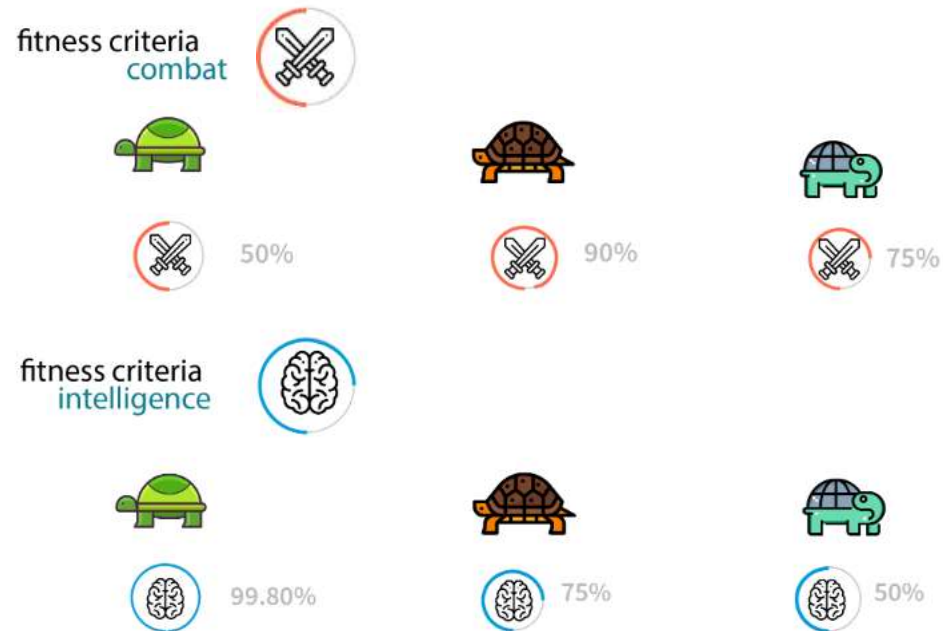 fitness criteria
combat
50%
90%
75%
fitness criteria
intelligence
99.80%
75%
50%